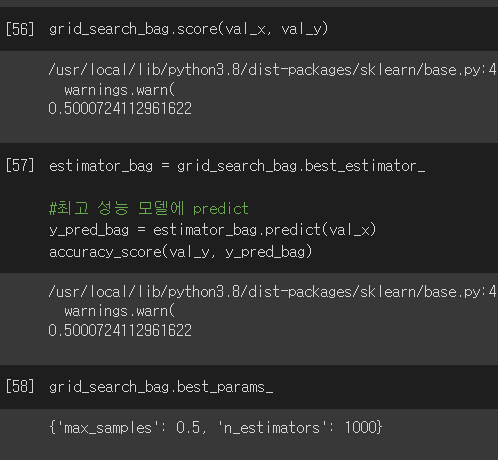 [56] grid_search_bag.score(val_x, val_y)
/usr/local/lib/python3.8/dist-packages/sklearn/base.py:4
warnings.warn(
0.5000724112961622
[57] estimator_bag = grid_search_bag.best_estimator_
#최고 성능 모델에 predict
y_pred_bag = estimator_bag.predict(val_x)
accuracy_score(val_y, y_pred_bag)
/usr/local/lib/python3.8/dist-packages/sklearn/base.py:4
warnings.warn(
0.5000724112961622
[58] grid_search_bag.best_params_
{'max_samples': 0.5, 'n_estimators': 1000}